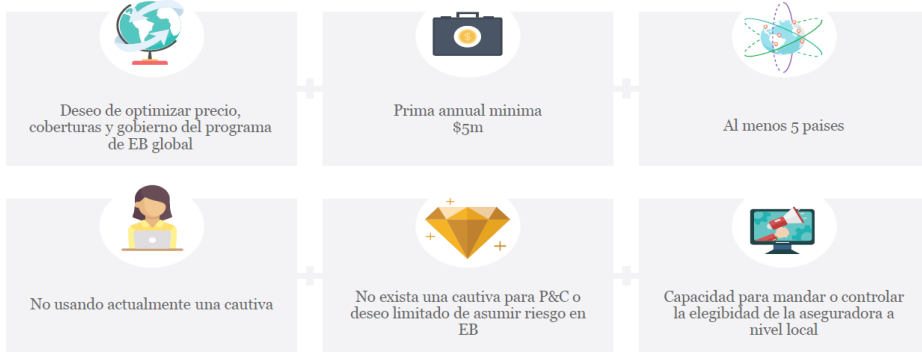 Deseo de optimizar precio,
coberturas y gobierno del programa
de EB global
Prima annual minima
$5m
Al menos 5 paises
No usando actualmente una cautiva
No exista una cautiva para P&C o
deseo limitado de asumir riesgo en
EB
Capacidad para mandar o controlar
la elegibidad de la aseguradora a
nivel local